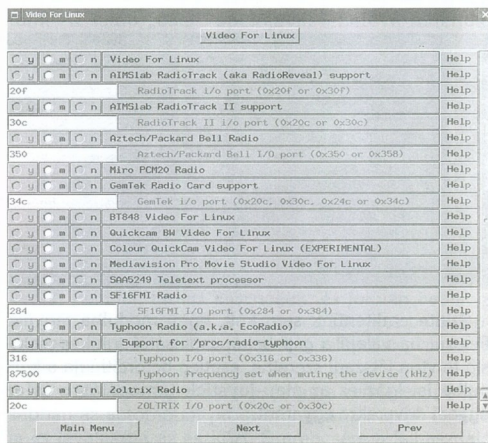 Video For Linux
Video For Linux
y m n Video For Linux Help
y m n AIMSlab RadioTrack (aka RadioReveal) support Help
20f RadioTrack i/o port (0x20f or 0x30f) Help
y m n AIMSlab RadioTrack II support Help
30c RadioTrack II i/o port (0x20c or 0x30c) Help
y m n Aztech/Packard Bell Radio Help
350 Aztech/Packard Bell I/O port (0x350 or 0x358) Help
y m n Miro PCM20 Radio Help
y m n GemTek Radio Card support Help
34c GemTek i/o port (0x20c, 0x30c, 0x24c or 0x34c) Help
y m n BT848 Video For Linux Help
y m n Quickcam BW Video For Linux Help
y m n Colour QuickCam Video For Linux (EXPERIMENTAL) Help
y m n Mediavision Pro Movie Studio Video For Linux Help
y m n SAA5249 Teletext processor Help
y m n SF16FMI Radio Help
284 SF16FMI I/O port (0x284 or 0x384) Help
y m n Typhoon Radio (a.k.a. EcoRadio) Help
y - n Support for /proc/radio-typhoon Help
316 Typhoon I/O port (0x316 or 0x336) Help
87500 Typhoon frequency set when muting the device (kHz) Help
y m n Zoltrix Radio Help
20c ZOLTRIX I/O port (0x20c or 0x30c) Help
Main Menu Next Prev